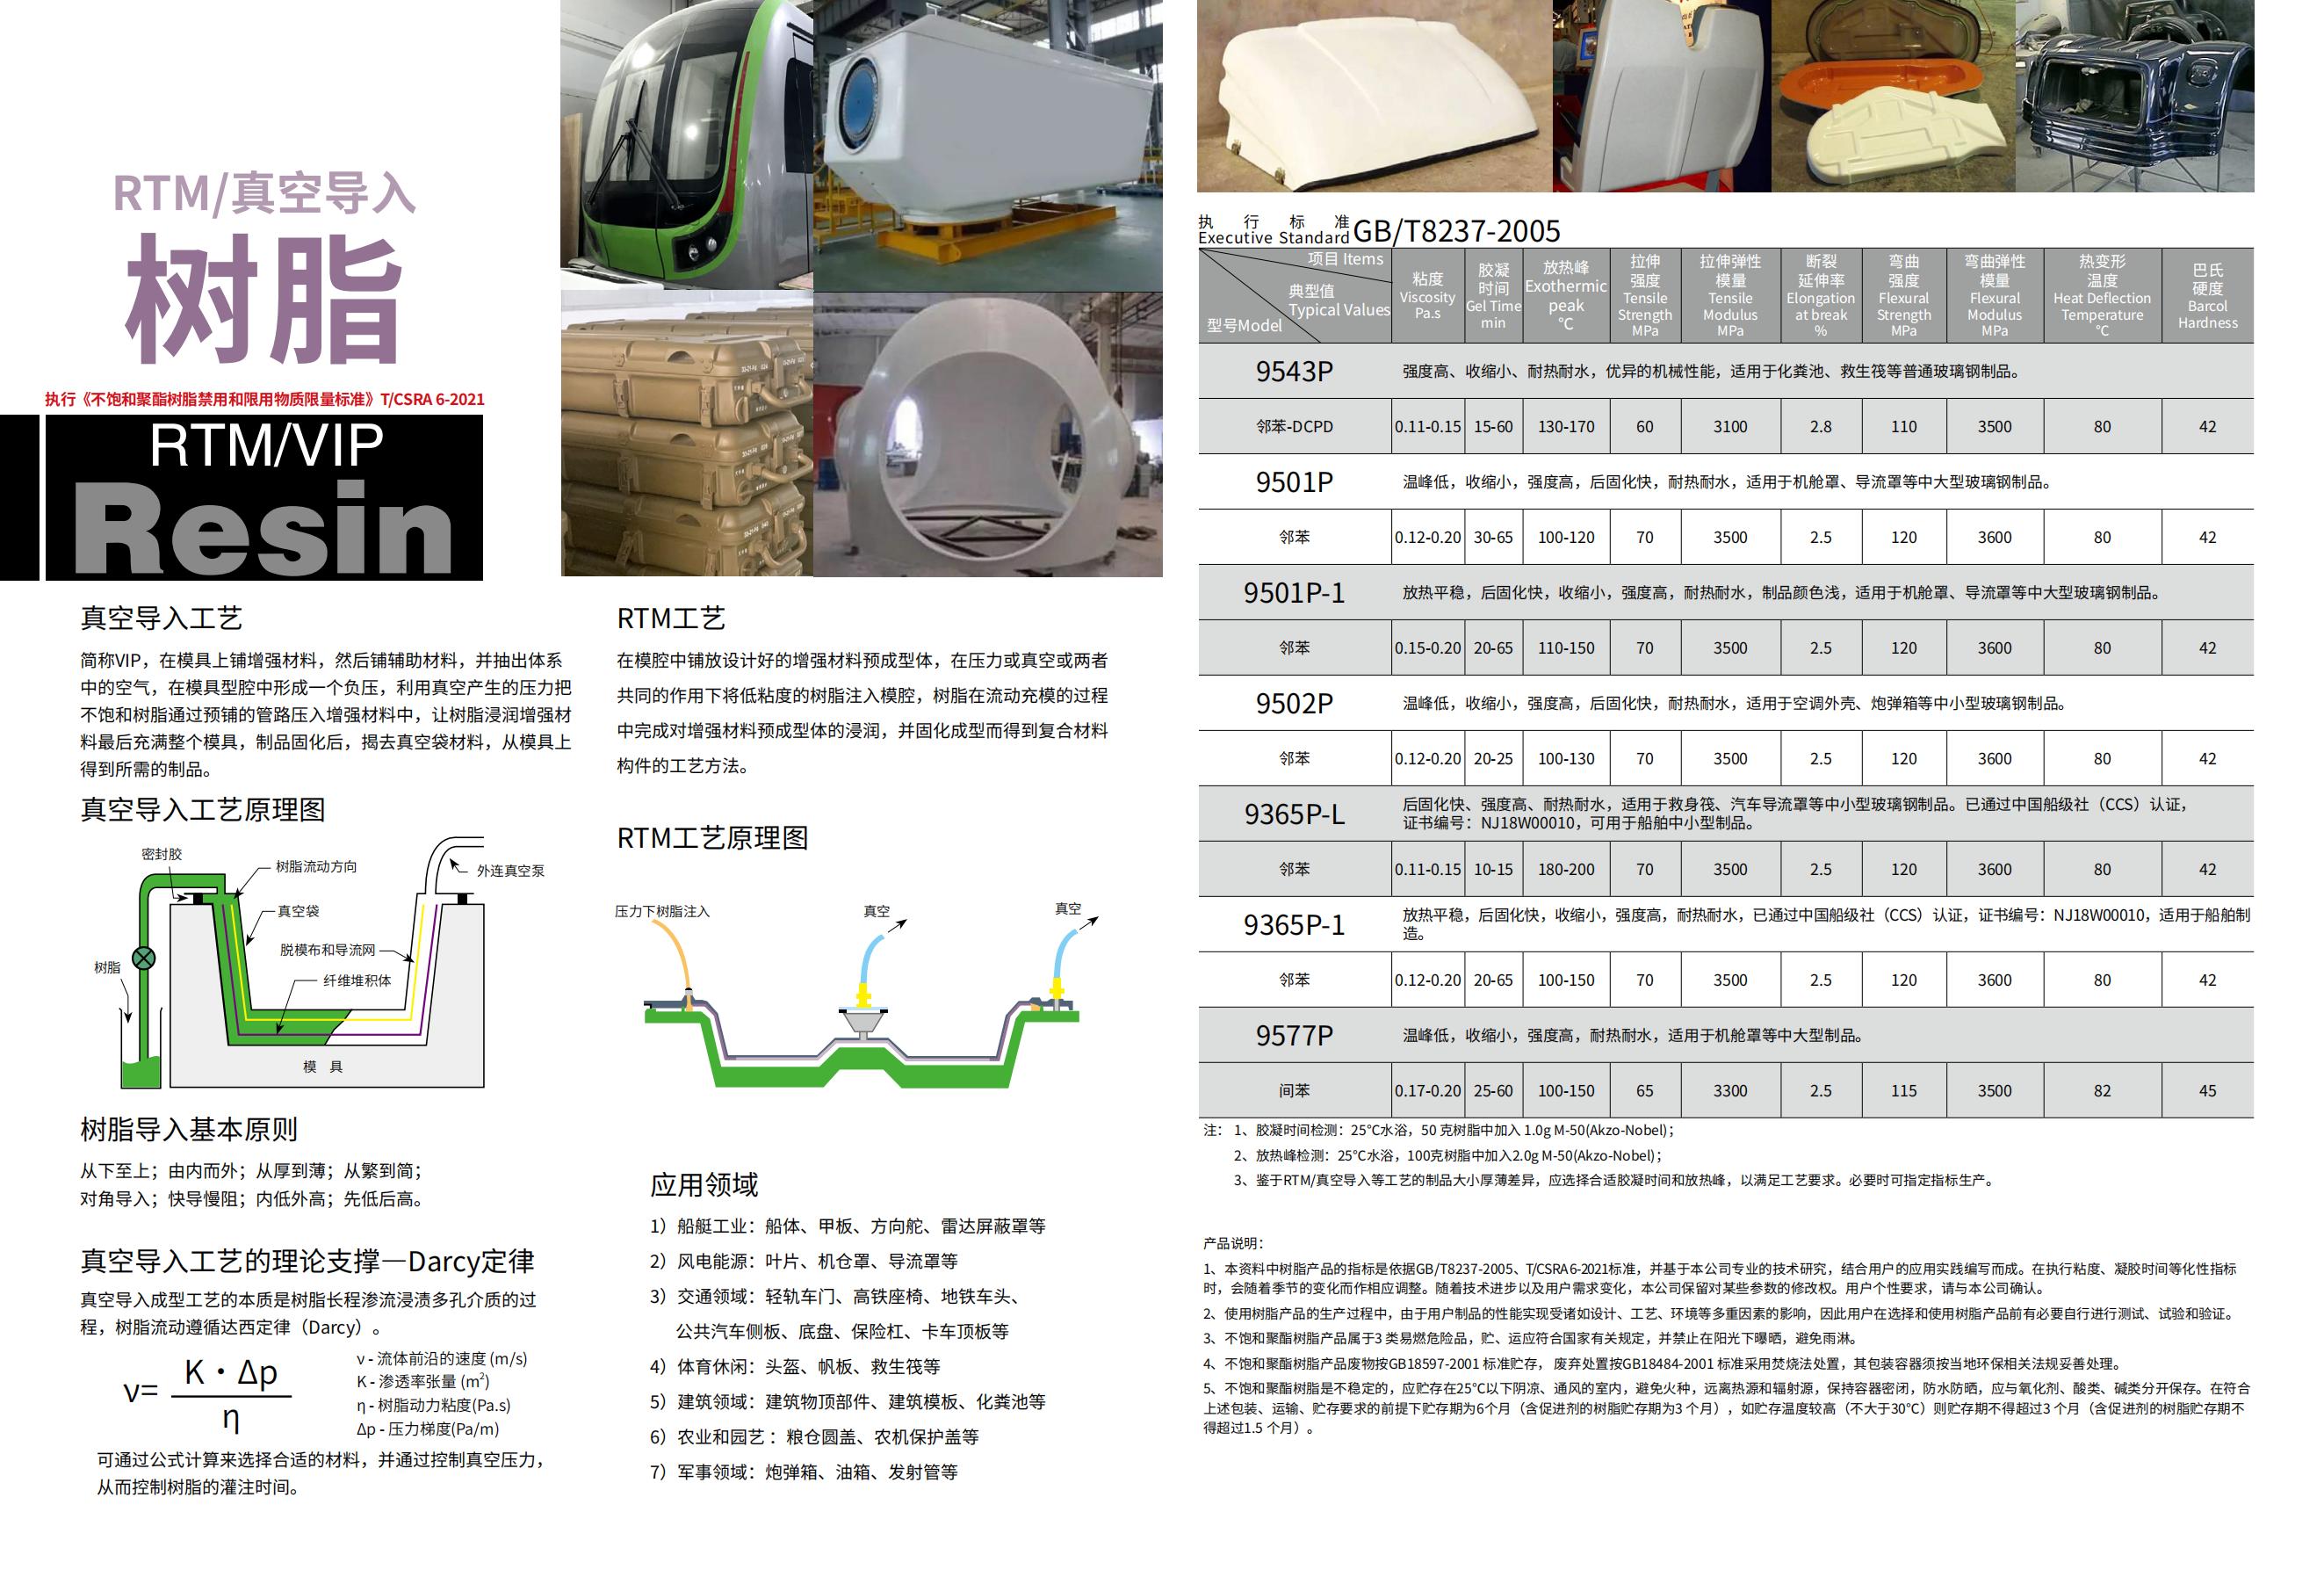 RTM/真空导入
树脂
执行《不饱和聚酯树脂禁用和限用物质限量标准》T/CSRA 6-2021
RTM/VIP
Resin
真空导入工艺
简称VIP，在模具上铺增强材料，然后铺辅助材料，并抽出体系
中的空气，在模具型腔中形成一个负压，利用真空产生的压力把
不饱和树脂通过预铺的管路压入增强材料中，让树脂浸润增强材
料最后充满整个模具，制品固化后，揭去真空袋材料，从模具上
得到所需的制品。
真空导入工艺原理图
密封胶
树脂流动方向
外连真空泵
真空袋
脱模布和导流网
树脂
纤维堆积体
模 具
树脂导入基本原则
从下至上；由内而外；从厚到薄；从繁到简；
对角导入；快导慢阻；内低外高；先低后高。
真空导入工艺的理论支撑—Darcy定律
真空导入成型工艺的本质是树脂长程渗流浸渍多孔介质的过
程，树脂流动遵循达西定律（Darcy）。
ν= K・Δp / η
ν - 流体前沿的速度 (m/s)
K - 渗透率张量 (m²)
η - 树脂动力粘度(Pa.s)
Δp - 压力梯度(Pa/m)
可通过公式计算来选择合适的材料，并通过控制真空压力，
从而控制树脂的灌注时间。
RTM工艺
在模腔中铺放设计好的增强材料预成型体，在压力或真空或两者
共同的作用下将低粘度的树脂注入模腔，树脂在流动充模的过程
中完成对增强材料预成型体的浸润，并固化成型而得到复合材料
构件的工艺方法。
RTM工艺原理图
压力下树脂注入
真空
真空
应用领域
1）船艇工业：船体、甲板、方向舵、雷达屏蔽罩等
2）风电能源：叶片、机仓罩、导流罩等
3）交通领域：轻轨车门、高铁座椅、地铁车头、
公共汽车侧板、底盘、保险杠、卡车顶板等
4）体育休闲：头盔、帆板、救生筏等
5）建筑领域：建筑物顶部件、建筑模板、化粪池等
6）农业和园艺 ：粮仓圆盖、农机保护盖等
7）军事领域：炮弹箱、油箱、发射管等
执 行 标 准
Executive Standard GB/T8237-2005
项目 Items
典型值
Typical Values
型号Model
粘度 Viscosity Pa.s
胶凝时间 Gel Time min
放热峰 Exothermic peak ℃
拉伸强度 Tensile Strength MPa
拉伸弹性模量 Tensile Modulus MPa
断裂延伸率 Elongation at break %
弯曲强度 Flexural Strength MPa
弯曲弹性模量 Flexural Modulus MPa
热变形温度 Heat Deflection Temperature ℃
巴氏硬度 Barcol Hardness
9543P 强度高、收缩小、耐热耐水，优异的机械性能，适用于化粪池、救生筏等普通玻璃钢制品。
邻苯-DCPD 0.11-0.15 15-60 130-170 60 3100 2.8 110 3500 80 42
9501P 温峰低，收缩小，强度高，后固化快，耐热耐水，适用于机舱罩、导流罩等中大型玻璃钢制品。
邻苯 0.12-0.20 30-65 100-120 70 3500 2.5 120 3600 80 42
9501P-1 放热平稳，后固化快，收缩小，强度高，耐热耐水，制品颜色浅，适用于机舱罩、导流罩等中大型玻璃钢制品。
邻苯 0.15-0.20 20-65 110-150 70 3500 2.5 120 3600 80 42
9502P 温峰低，收缩小，强度高，后固化快，耐热耐水，适用于空调外壳、炮弹箱等中小型玻璃钢制品。
邻苯 0.12-0.20 20-25 100-130 70 3500 2.5 120 3600 80 42
9365P-L 后固化快、强度高、耐热耐水，适用于救身筏、汽车导流罩等中小型玻璃钢制品。已通过中国船级社（CCS）认证，
证书编号：NJ18W00010，可用于船舶中小型制品。
邻苯 0.11-0.15 10-15 180-200 70 3500 2.5 120 3600 80 42
9365P-1 放热平稳，后固化快，收缩小，强度高，耐热耐水，已通过中国船级社（CCS）认证，证书编号：NJ18W00010，适用于船舶制
造。
邻苯 0.12-0.20 20-65 100-150 70 3500 2.5 120 3600 80 42
9577P 温峰低，收缩小，强度高，耐热耐水，适用于机舱罩等中大型制品。
间苯 0.17-0.20 25-60 100-150 65 3300 2.5 115 3500 82 45
注： 1、胶凝时间检测：25℃水浴，50 克树脂中加入 1.0g M-50(Akzo-Nobel)；
2、放热峰检测：25℃水浴，100克树脂中加入2.0g M-50(Akzo-Nobel)；
3、鉴于RTM/真空导入等工艺的制品大小厚薄差异，应选择合适胶凝时间和放热峰，以满足工艺要求。必要时可指定指标生产。
产品说明：
1、本资料中树脂产品的指标是依据GB/T8237-2005、T/CSRA 6-2021标准，并基于本公司专业的技术研究，结合用户的应用实践编写而成。在执行粘度、凝胶时间等化性指标
时，会随着季节的变化而作相应调整。随着技术进步以及用户需求变化，本公司保留对某些参数的修改权。用户个性要求，请与本公司确认。
2、使用树脂产品的生产过程中，由于用户制品的性能实现受诸如设计、工艺、环境等多重因素的影响，因此用户在选择和使用树脂产品前有必要自行进行测试、试验和验证。
3、不饱和聚酯树脂产品属于3 类易燃危险品，贮、运应符合国家有关规定，并禁止在阳光下曝晒，避免雨淋。
4、不饱和聚酯树脂产品废物按GB18597-2001 标准贮存， 废弃处置按GB18484-2001 标准采用焚烧法处置，其包装容器须按当地环保相关法规妥善处理。
5、不饱和聚酯树脂是不稳定的，应贮存在25℃以下阴凉、通风的室内，避免火种，远离热源和辐射源，保持容器密闭，防水防晒，应与氧化剂、酸类、碱类分开保存。在符合
上述包装、运输、贮存要求的前提下贮存期为6个月（含促进剂的树脂贮存期为3 个月），如贮存温度较高（不大于30℃）则贮存期不得超过3 个月（含促进剂的树脂贮存期不
得超过1.5 个月）。